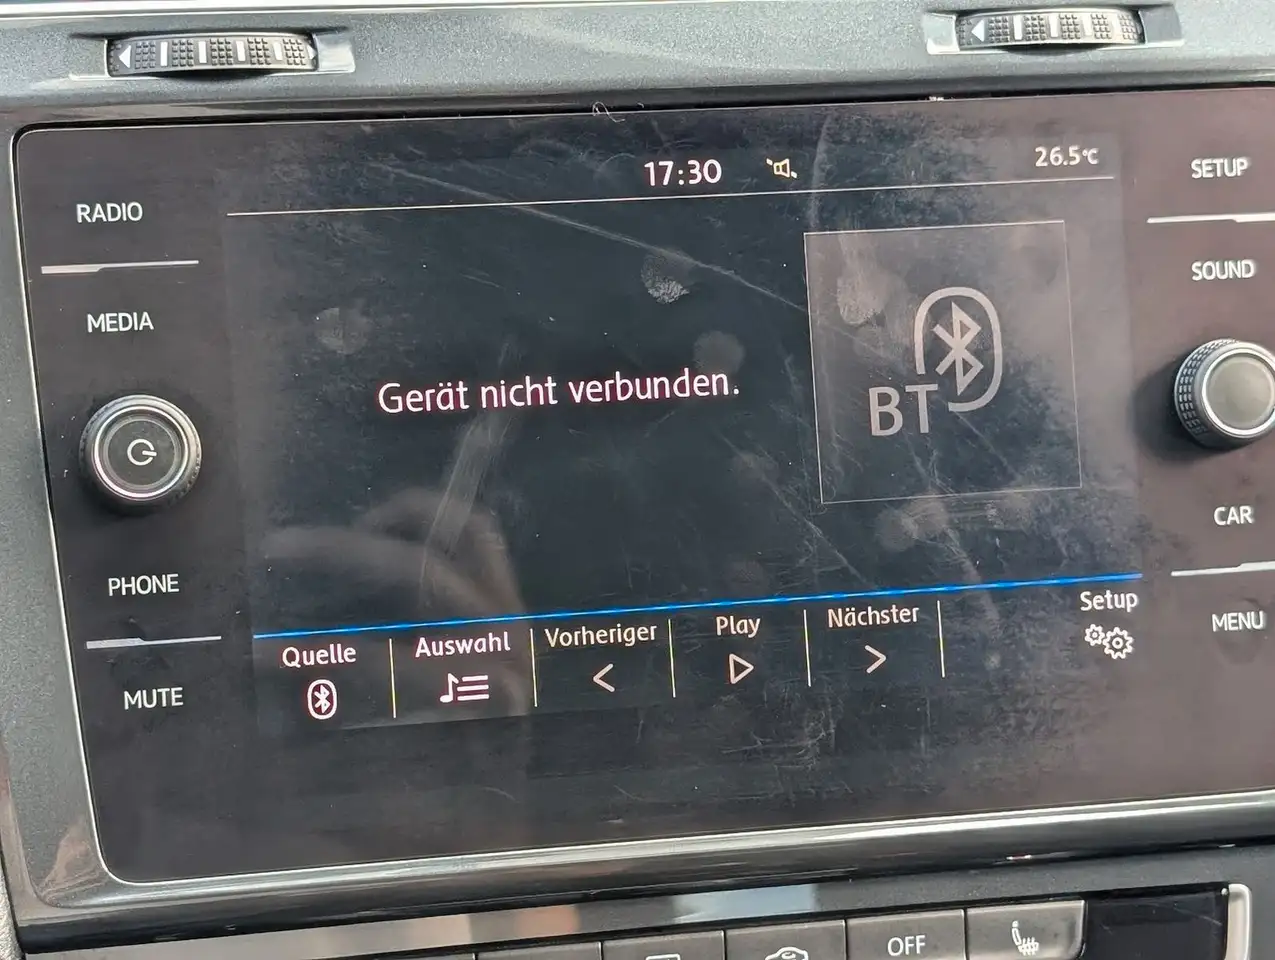 17:30
26.5°C
SETUP
RADIO
SOUND
MEDIA
Gerät nicht verbunden.
BT
CAR
PHONE
Quelle
Auswahl
Vorheriger
Play
Nächster
Setup
MENU
MUTE
OFF